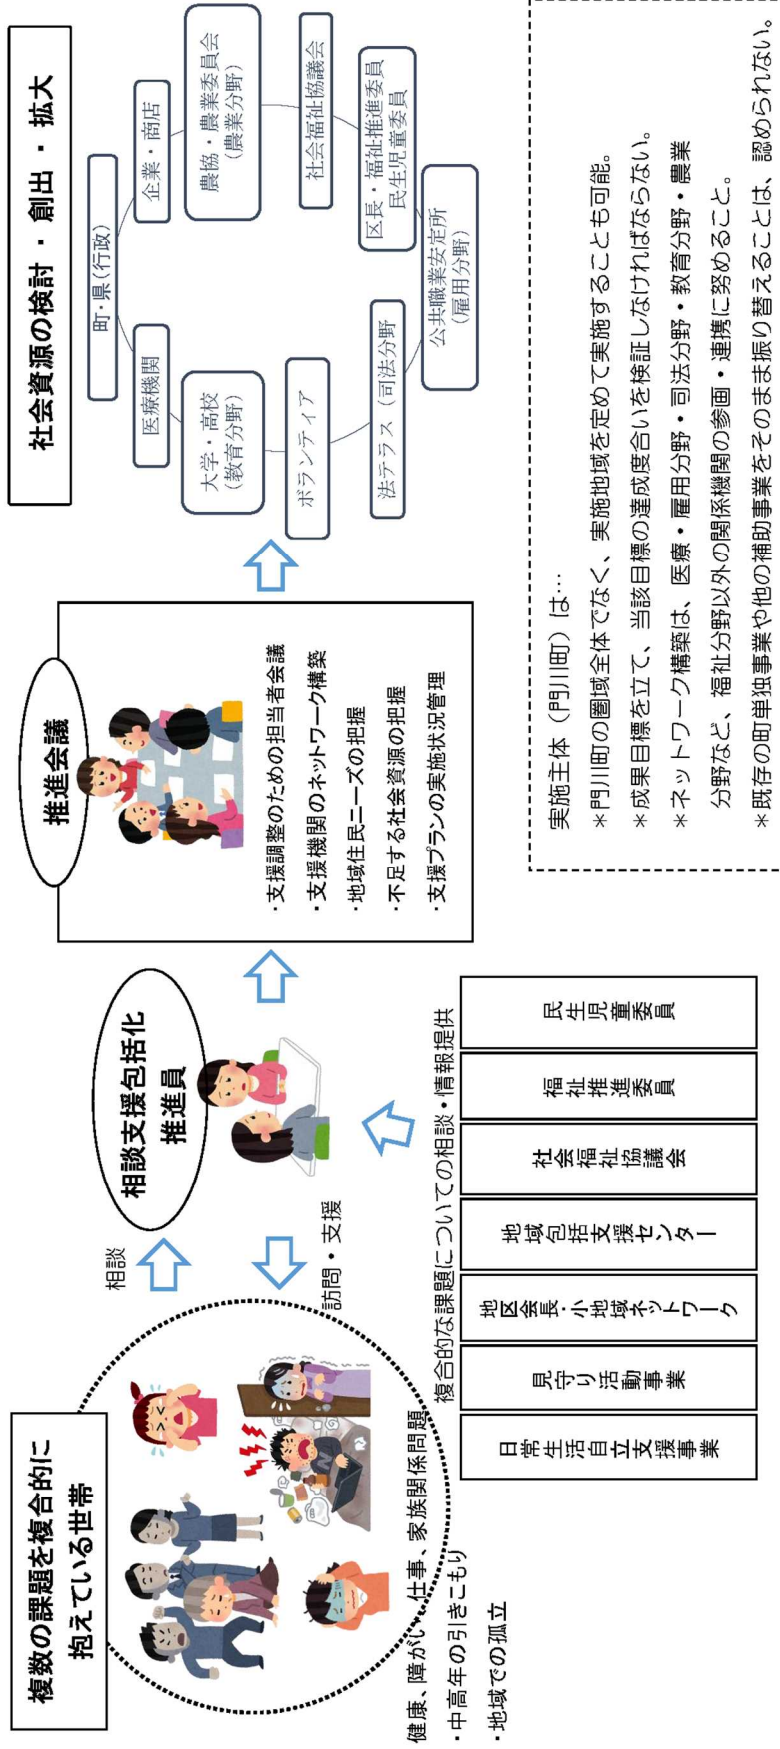 複数の課題を複合的に
抱えている世帯
健康、障がい、仕事、家族関係問題
・中高年の引きこもり
・地域での孤立
相談
訪問・支援
相談支援包括化
推進員
複合的な課題についての相談・情報提供
日常生活自立支援事業
見守り活動事業
地区会長・小地域ネットワーク
地域包括支援センター
社会福祉協議会
福祉推進委員
民生児童委員
推進会議
・支援調整のための担当者会議
・支援機関のネットワーク構築
・地域住民ニーズの把握
・不足する社会資源の把握
・支援プランの実施状況管理
社会資源の検討・創出・拡大
町・県(行政)
医療機関
企業・商店
大学・高校
(教育分野)
農協・農業委員会
(農業分野)
ボランティア
社会福祉協議会
法テラス(司法分野)
区長・福祉推進委員
民生児童委員
公共職業安定所
(雇用分野)
実施主体(門川町)は…
*門川町の圏域全体でなく、実施地域を定めて実施することも可能。
*成果目標を立て、当該目標の達成度合いを検証しなければならない。
*ネットワーク構築は、医療・雇用分野・司法分野・教育分野・農業
分野など、福祉分野以外の関係機関の参画・連携に努めること。
*既存の町単独事業や他の補助事業をそのまま振り替えることは、認められない。